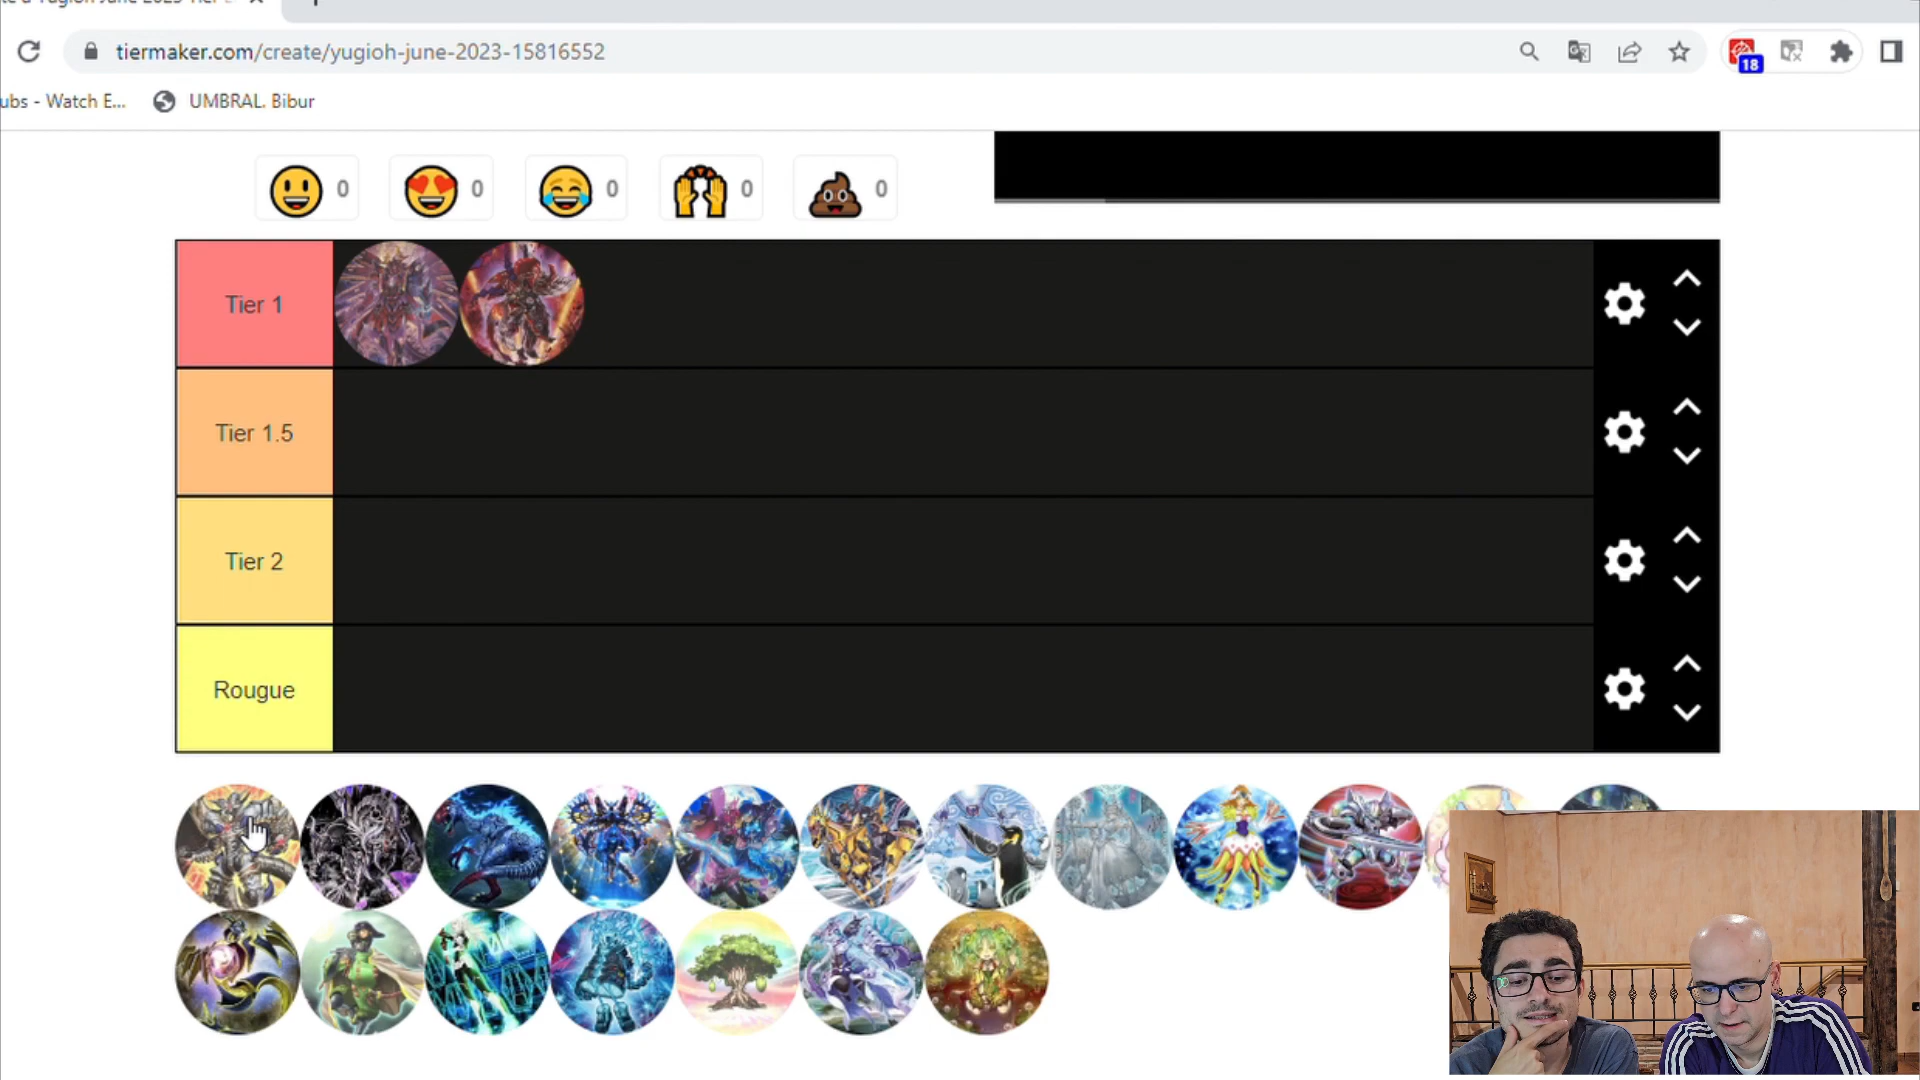 tiermaker.com/create/yugioh-june-2023-15816552
18
ubs - Watch E...
UMBRAL. Bibur
0
0
0
0
0
Tier 1
Tier 1.5
Tier 2
Rougue